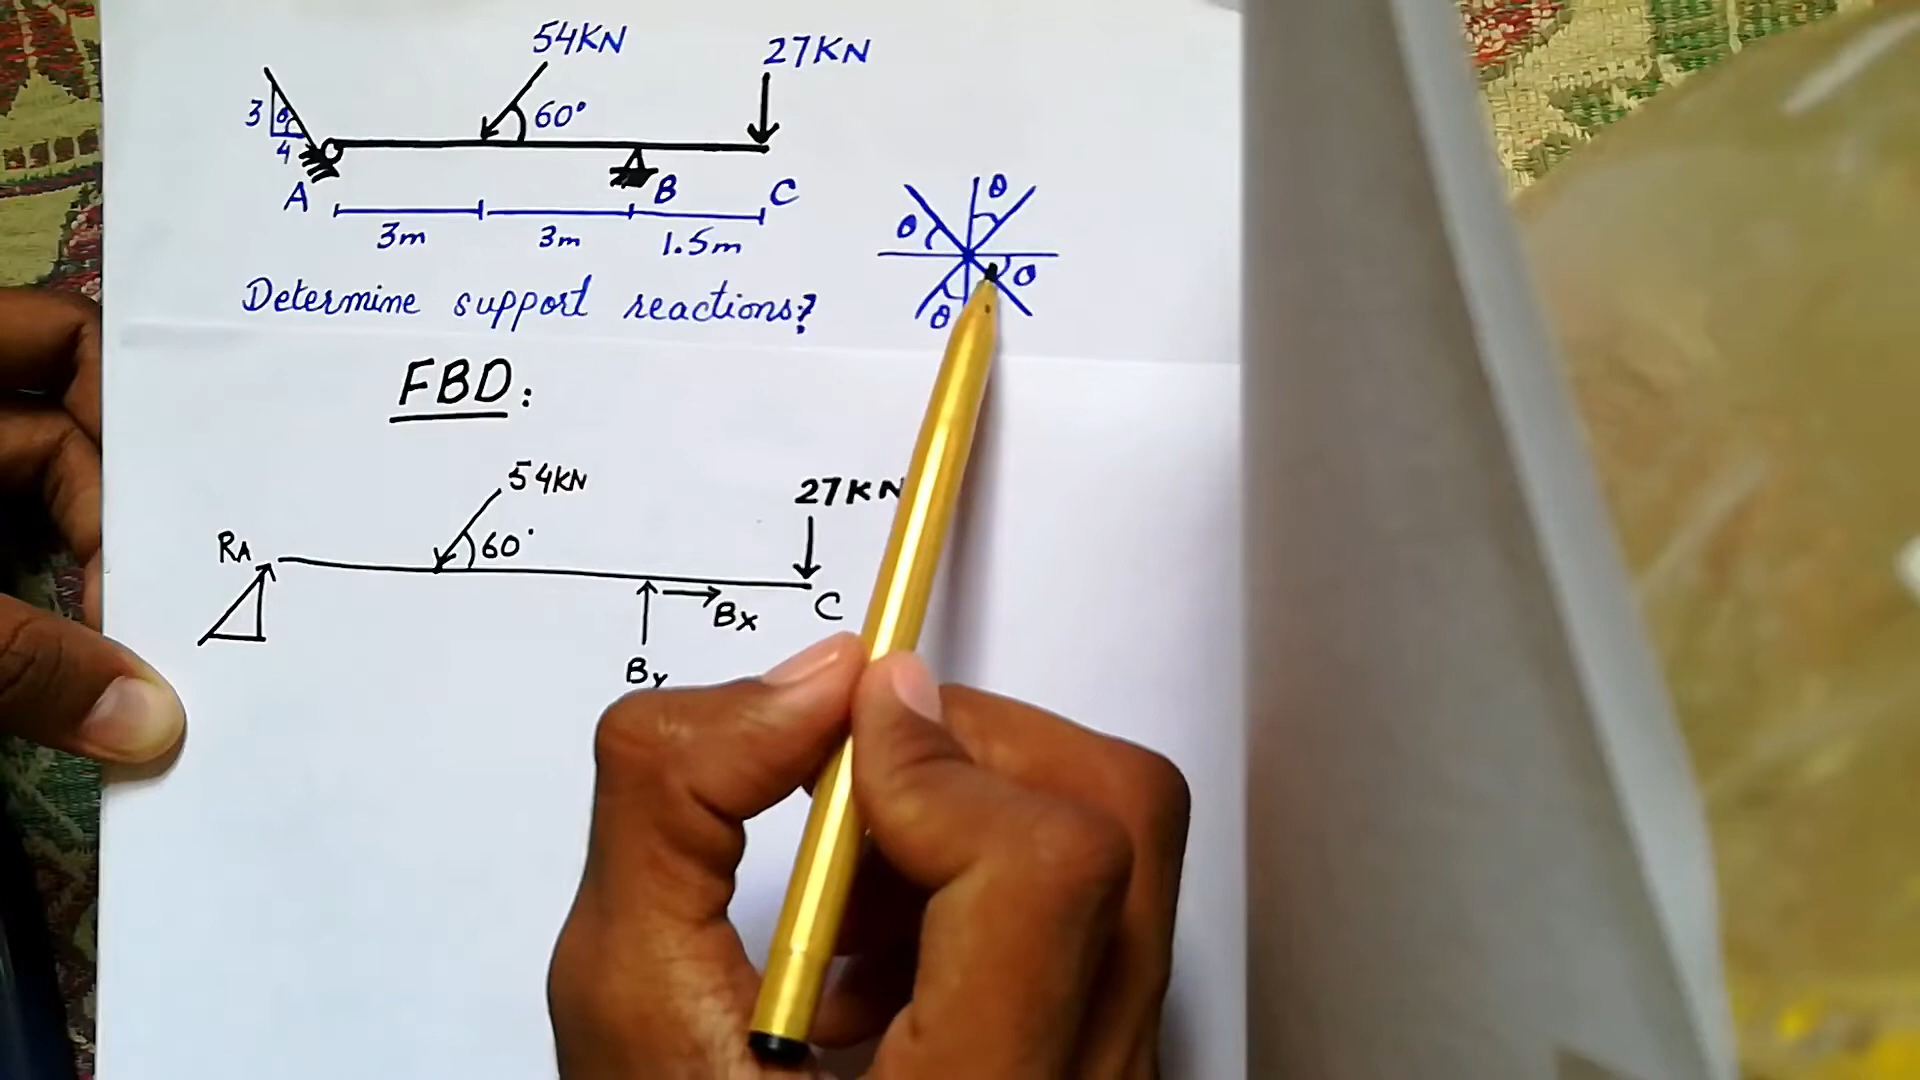 54KN
27KN
3
θ
60°
4
A
B
C
3m
3m
1.5m
θ
θ
θ
θ
Determine support reactions?
FBD:
54KN
27KN
RA
60°
Bx
C
By